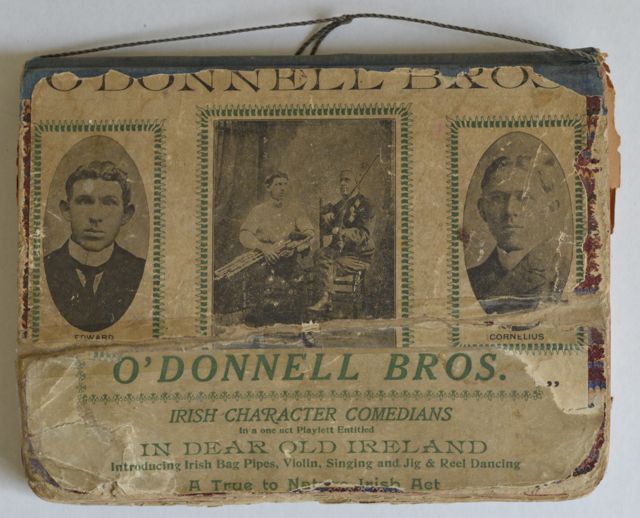 O'DONNELL BROS
EDWARD
CORNELIUS
O'DONNELL BROS.
"
IRISH CHARACTER COMEDIANS
In a one act Playlett Entitled
IN DEAR OLD IRELAND
Introducing Irish Bag Pipes, Violin, Singing and Jig & Reel Dancing
A True to Nature Irish Act